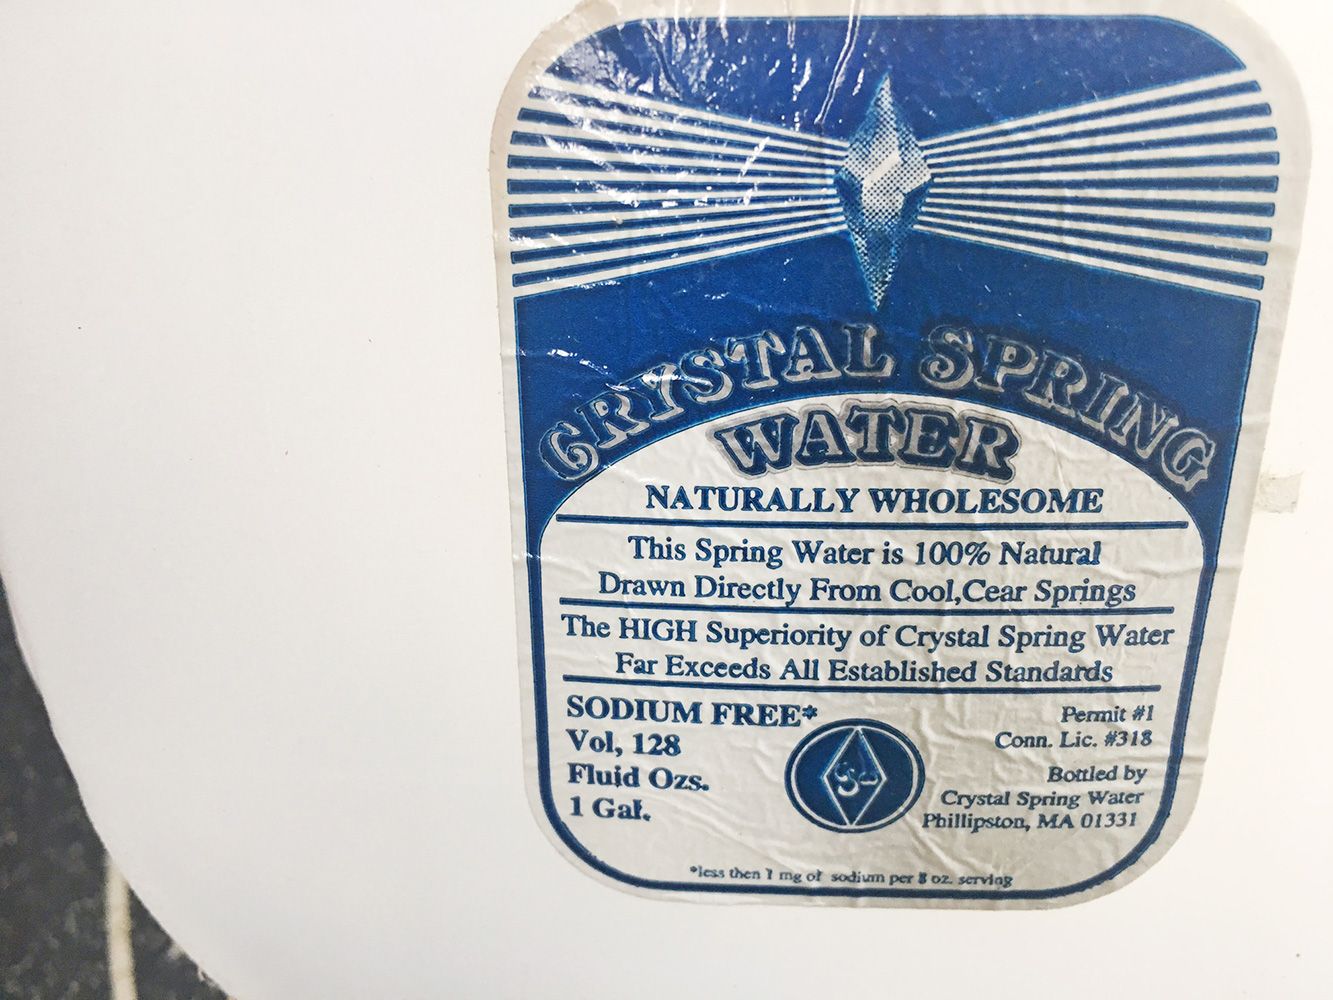 CRYSTAL SPRING
WATER
NATURALLY WHOLESOME
This Spring Water is 100% Natural
Drawn Directly From Cool,Cear Springs
The HIGH Superiority of Crystal Spring Water
Far Exceeds All Established Standards
SODIUM FREE*
Vol, 128
Fluid Ozs.
1 Gal.
CSW
Permit #1
Conn. Lic. #318
Bottled by
Crystal Spring Water
Phillipston, MA 01331
*less then 1 mg of sodium per 8 oz. serving